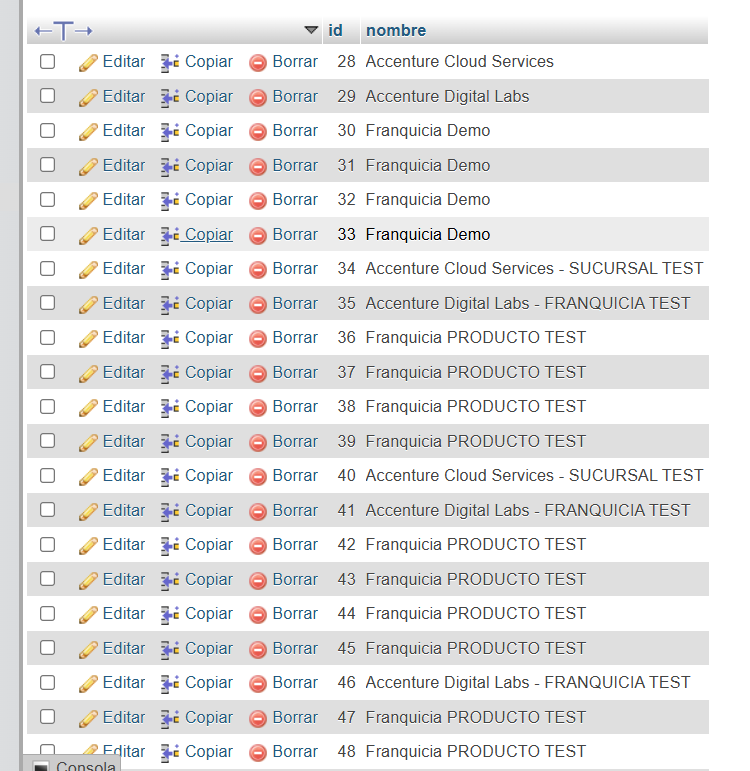 id nombre
Editar Copiar Borrar 28 Accenture Cloud Services
Editar Copiar Borrar 29 Accenture Digital Labs
Editar Copiar Borrar 30 Franquicia Demo
Editar Copiar Borrar 31 Franquicia Demo
Editar Copiar Borrar 32 Franquicia Demo
Editar Copiar Borrar 33 Franquicia Demo
Editar Copiar Borrar 34 Accenture Cloud Services - SUCURSAL TEST
Editar Copiar Borrar 35 Accenture Digital Labs - FRANQUICIA TEST
Editar Copiar Borrar 36 Franquicia PRODUCTO TEST
Editar Copiar Borrar 37 Franquicia PRODUCTO TEST
Editar Copiar Borrar 38 Franquicia PRODUCTO TEST
Editar Copiar Borrar 39 Franquicia PRODUCTO TEST
Editar Copiar Borrar 40 Accenture Cloud Services - SUCURSAL TEST
Editar Copiar Borrar 41 Accenture Digital Labs - FRANQUICIA TEST
Editar Copiar Borrar 42 Franquicia PRODUCTO TEST
Editar Copiar Borrar 43 Franquicia PRODUCTO TEST
Editar Copiar Borrar 44 Franquicia PRODUCTO TEST
Editar Copiar Borrar 45 Franquicia PRODUCTO TEST
Editar Copiar Borrar 46 Accenture Digital Labs - FRANQUICIA TEST
Editar Copiar Borrar 47 Franquicia PRODUCTO TEST
Editar Copiar Borrar 48 Franquicia PRODUCTO TEST
Consola